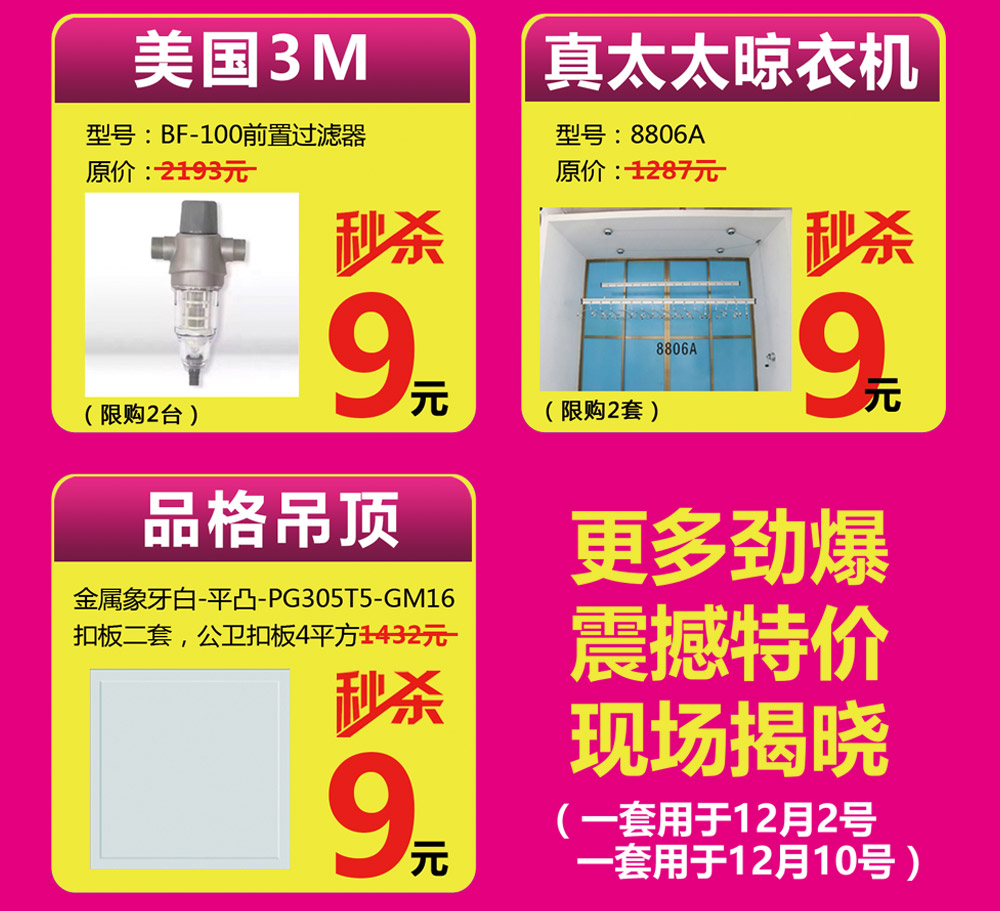 美国3M
型号：BF-100前置过滤器
原价：2193元
秒杀
9元
（限购2台）
真太太晾衣机
型号：8806A
原价：1287元
秒杀
8806A
9元
（限购2套）
品格吊顶
金属象牙白-平凸-PG305T5-GM16
扣板二套，公卫扣板4平方1432元
秒杀
9元
更多劲爆
震撼特价
现场揭晓
（一套用于12月2号
一套用于12月10号）